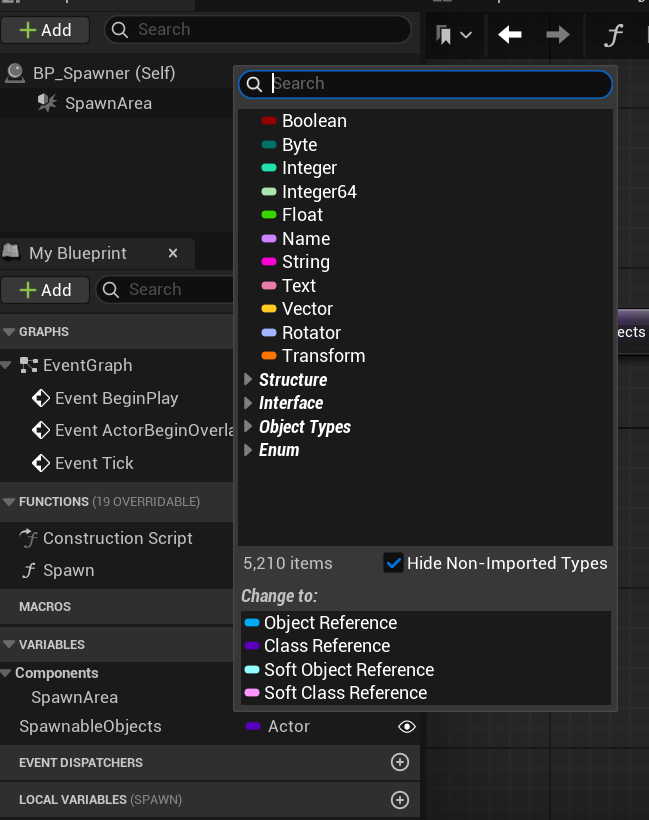 Add
Search
BP_Spawner (Self)
SpawnArea
My Blueprint
Add
Search
GRAPHS
EventGraph
Event BeginPlay
Event ActorBeginOverla
Event Tick
FUNCTIONS (19 OVERRIDABLE)
Construction Script
Spawn
MACROS
VARIABLES
Components
SpawnArea
SpawnableObjects
Actor
EVENT DISPATCHERS
LOCAL VARIABLES (SPAWN)
Search
Boolean
Byte
Integer
Integer64
Float
Name
String
Text
Vector
Rotator
Transform
Structure
Interface
Object Types
Enum
5,210 items
Hide Non-Imported Types
Change to:
Object Reference
Class Reference
Soft Object Reference
Soft Class Reference
ects